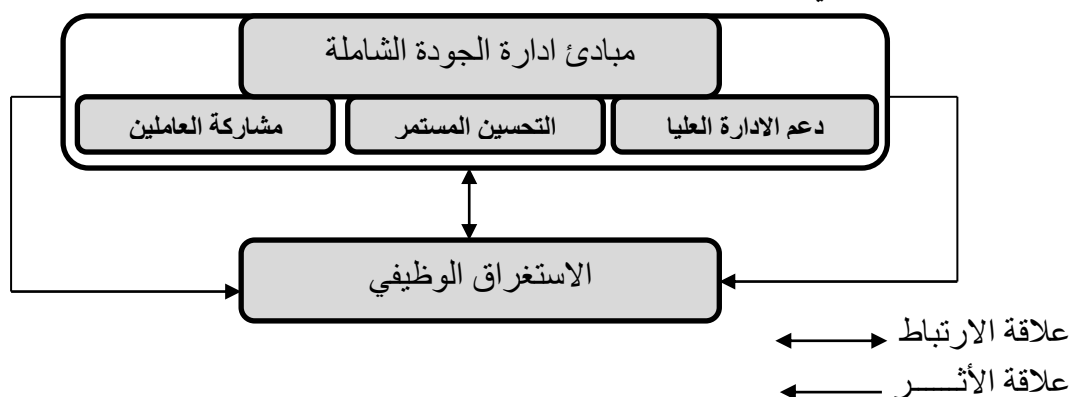 مبادئ ادارة الجودة الشاملة
دعم الادارة العليا
التحسين المستمر
مشاركة العاملين
الاستغراق الوظيفي
علاقة الارتباط
علاقة الأثـــــر